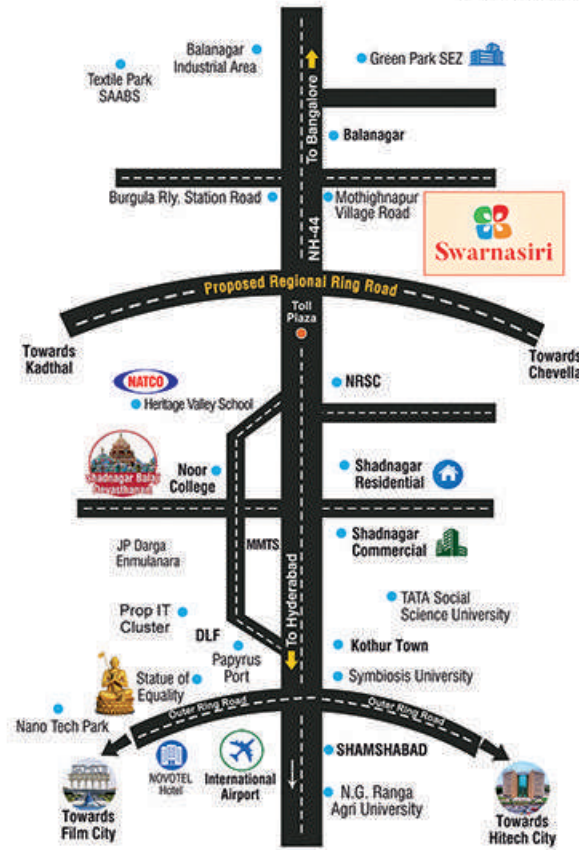 Balanagar
Industrial Area
Green Park SEZ
Textile Park
SAABS
To Bangalore
Balanagar
Burgula Rly. Station Road
Mothighnapur
Village Road
NH-44
Swarnasiri
Proposed Regional Ring Road
Toll
Plaza
Towards
Kadthal
Towards
Chevella
NATCO
Heritage Valley School
NRSC
Shadnagar Balaji
Devasthanam
Noor
College
Shadnagar
Residential
JP Darga
Enmulanara
MMTS
Shadnagar
Commercial
To Hyderabad
TATA Social
Science University
Prop IT
Cluster
DLF
Papyrus
Port
Kothur Town
Statue of
Equality
Symbiosis University
Nano Tech Park
Outer Ring Road
Outer Ring Road
NOVOTEL
Hotel
International
Airport
SHAMSHABAD
N.G. Ranga
Agri University
Towards
Film City
Towards
Hitech City